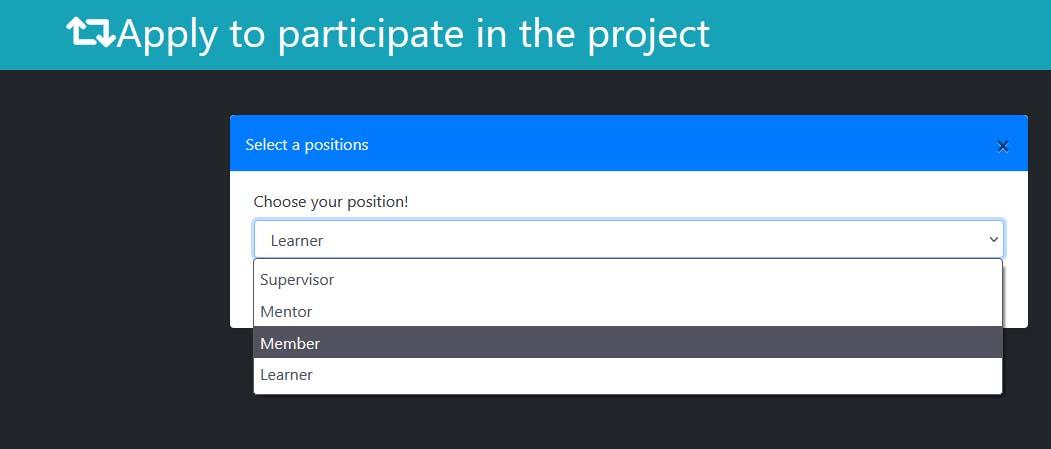 Apply to participate in the project
Select a positions
×
Choose your position!
Learner
Supervisor
Mentor
Member
Learner